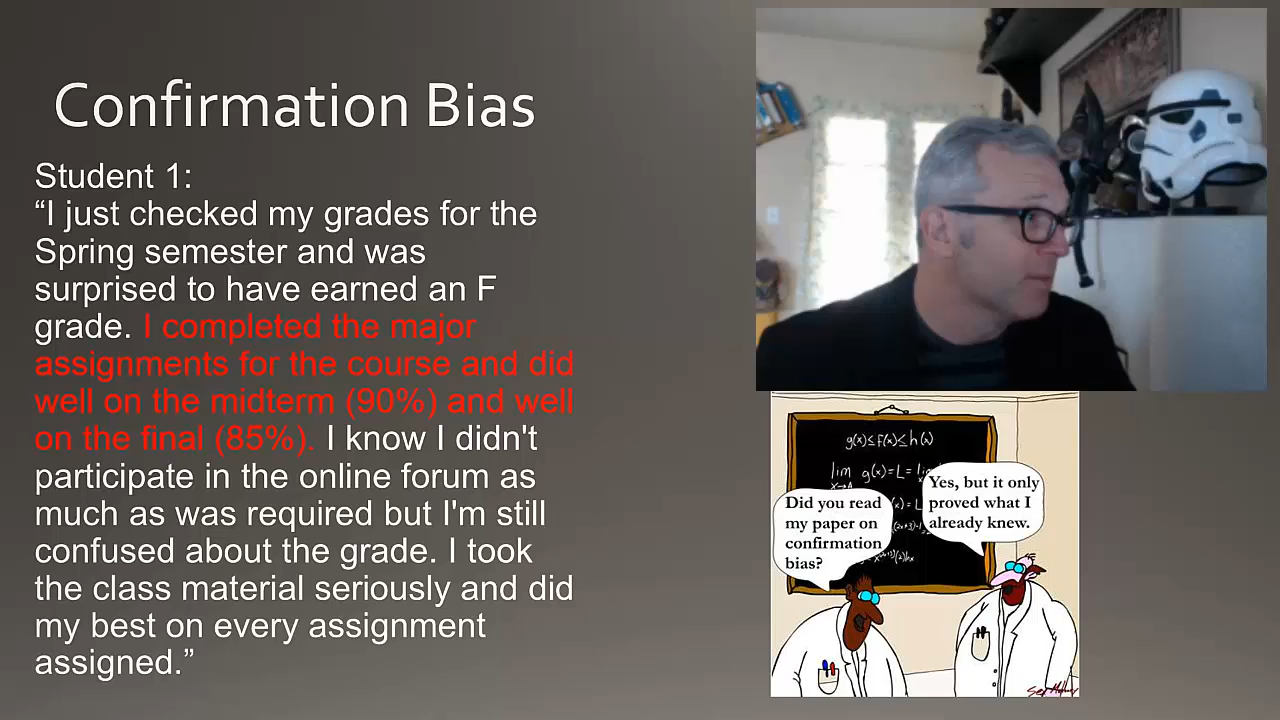 Confirmation Bias
Student 1:
“I just checked my grades for the
Spring semester and was
surprised to have earned an F
grade. I completed the major
assignments for the course and did
well on the midterm (90%) and well
on the final (85%). I know I didn't
participate in the online forum as
much as was required but I'm still
confused about the grade. I took
the class material seriously and did
my best on every assignment
assigned.”
g(x)≤f(x)≤h(x)
lim g(x)=L=
Did you read
my paper on
confirmation
bias?
Yes, but it only
proved what I
already knew.